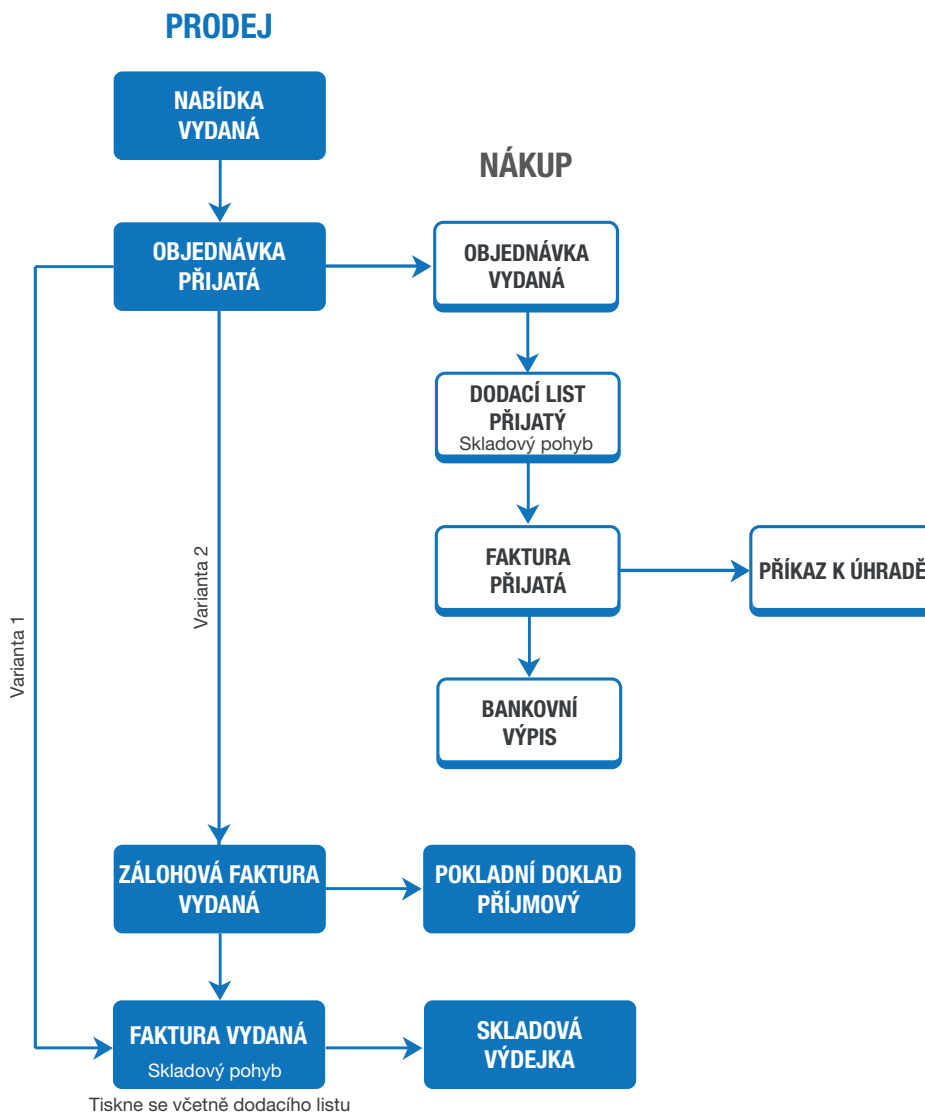 PRODEJ
NABÍDKA
VYDANÁ
NÁKUP
OBJEDNÁVKA
PŘIJATÁ
OBJEDNÁVKA
VYDANÁ
DODACÍ LIST
PŘIJATÝ
Skladový pohyb
Varianta 1
Varianta 2
FAKTURA
PŘIJATÁ
PŘÍKAZ K ÚHRADĚ
BANKOVNÍ
VÝPIS
ZÁLOHOVÁ FAKTURA
VYDANÁ
POKLADNÍ DOKLAD
PŘÍJMOVÝ
FAKTURA VYDANÁ
Skladový pohyb
SKLADOVÁ
VÝDEJKA
Tiskne se včetně dodacího listu